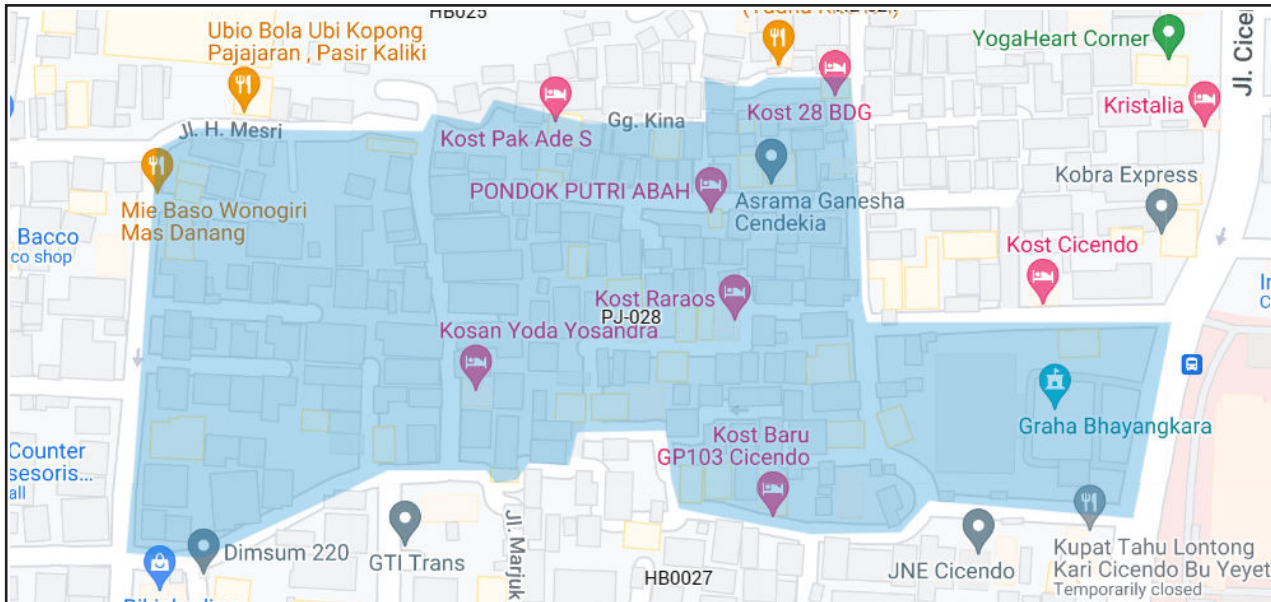 HB025
Ubio Bola Ubi Kopong
Pajajaran , Pasir Kaliki
YogaHeart Corner
Jl. Cice
Kristalia
Jl. H. Mesri
Kost Pak Ade S
Gg. Kina
Kost 28 BDG
Kobra Express
PONDOK PUTRI ABAH
Asrama Ganesha
Cendekia
Mie Baso Wonogiri
Mas Danang
Bacco
co shop
Kost Cicendo
Kost Raraos
PJ-028
Kosan Yoda Yosandra
Graha Bhayangkara
Kost Baru
GP103 Cicendo
Counter
sesoris...
all
Dimsum 220
GTI Trans
Jl. Marjuk
HB0027
JNE Cicendo
Kupat Tahu Lontong
Kari Cicendo Bu Yeyet
Temporarily closed